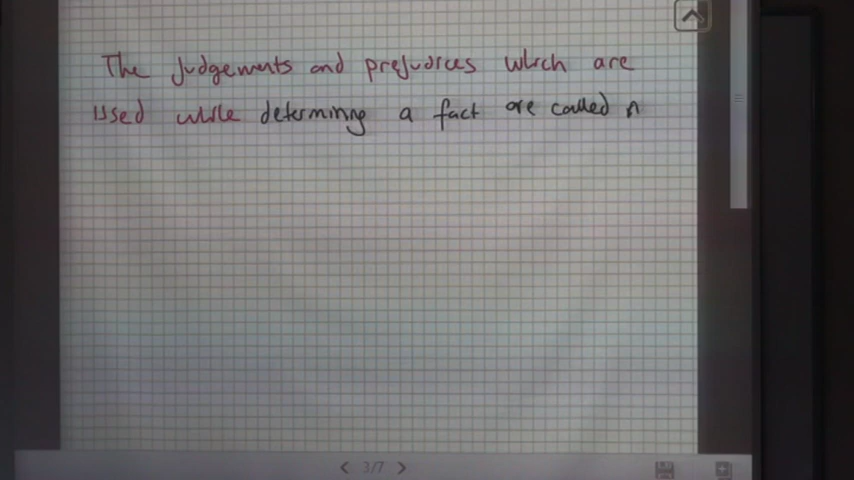 The judgements and prejudices which are
used while determining a fact are called n
3/7